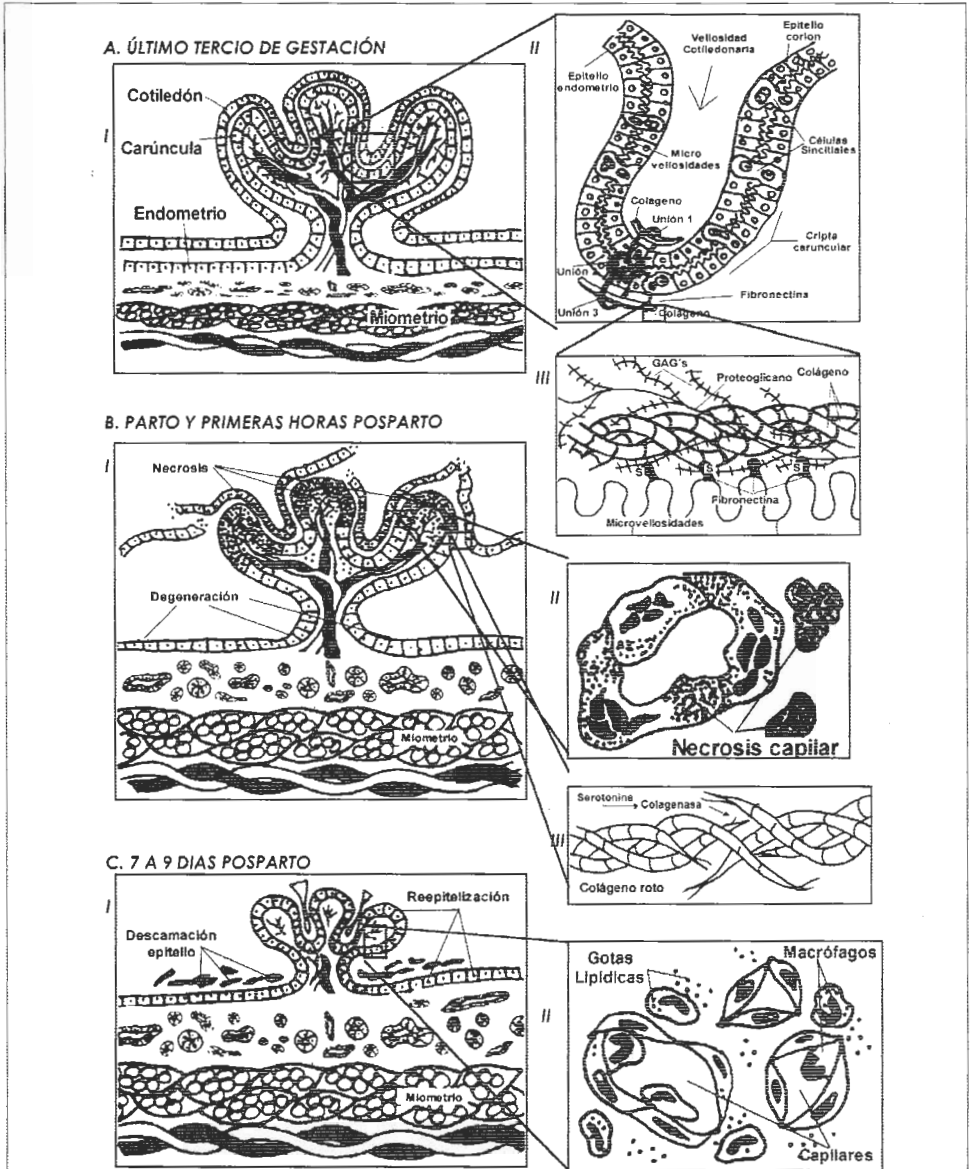 A. ÚLTIMO TERCIO DE GESTACIÓN
I
Cotiledón
Carúncula
Endometrio
Miometrio
II
Epitelio
endometrio
Vellosidad
Cotiledonaria
Epitelio
corion
Micro
vellosidades
Células
Sincitiales
Colágeno
Unión 1
Unión 2
Unión 3
Cripta
caruncular
Fibronectina
Colágeno
III
GAG's
Proteoglicano
Colágeno
S
S
S
Fibronectina
Microvellosidades
B. PARTO Y PRIMERAS HORAS POSPARTO
I
Necrosis
Degeneración
Miometrio
II
Necrosis capilar
III
Serotonina
Colagenasa
Colágeno roto
C. 7 A 9 DIAS POSPARTO
I
Descamación
epitelio
Reepitelización
Miometrio
II
Gotas
Lipídicas
Macrófagos
Capilares